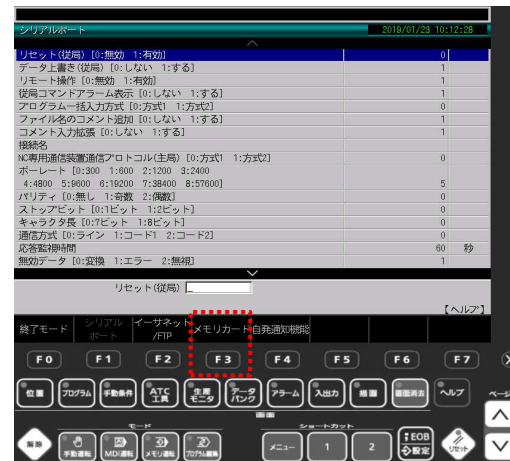 シリアルポート 2019/01/23 10:12:28
リセット(従局) [0:無効 1:有効] 0
データ上書き(従局) [0:しない 1:する] 1
リモート操作 [0:無効 1:有効] 1
従局コマンドアラーム表示 [0:しない 1:する] 1
プログラム一括入力方式 [0:方式1 1:方式2] 0
ファイル名のコメント追加 [0:しない 1:する] 1
コメント入力拡張 [0:しない 1:する] 1
接続名
NC専用通信装置通信プロトコル(主局) [0:方式1 1:方式2] 0
ボーレート [0:300 1:600 2:1200 3:2400
4:4800 5:9600 6:19200 7:38400 8:57600] 5
パリティ [0:無し 1:奇数 2:偶数] 0
ストップビット [0:1ビット 1:2ビット] 0
キャラクタ長 [0:7ビット 1:8ビット] 0
通信方式 [0:ライン 1:コード1 2:コード2] 0
応答監視時間 60 秒
無効データ [0:変換 1:エラー 2:無視] 1
リセット(従局)
【ヘルプ】
終了モード シリアルポート イーサネット/FTP メモリカード 自発通知機能
F0 F1 F2 F3 F4 F5 F6 F7
位置 プログラム 手動条件 ATC工具 生産モニタ データバンク アラーム 入出力 描画 画面消去 ヘルプ ページ
画面
モード ショートカット
解除 手動運転 MDI運転 メモリ運転 プログラム編集 メニュー 1 2 ;EOB 設定 リセット